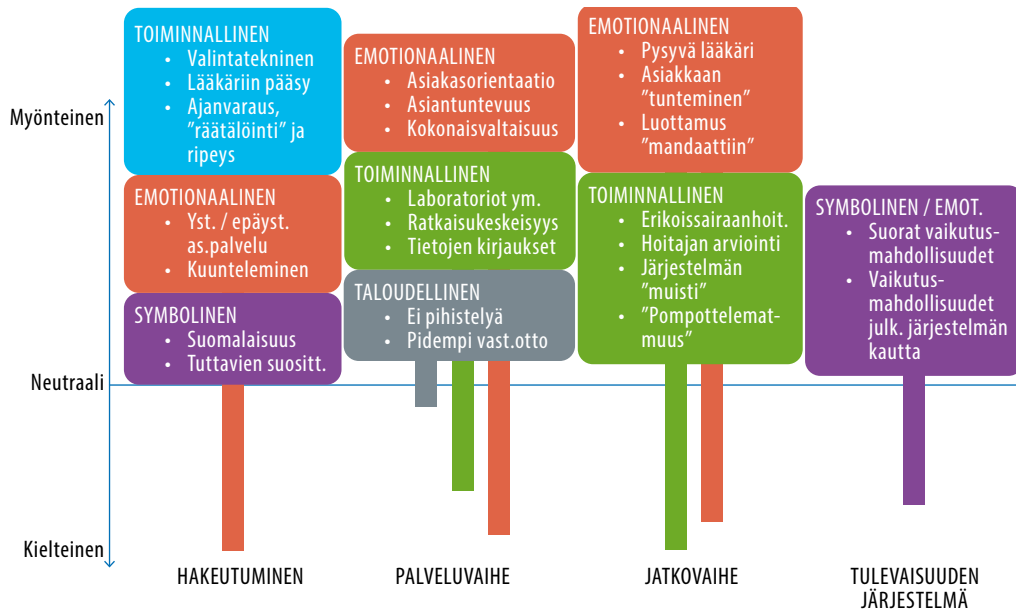 Myönteinen
Neutraali
Kielteinen
TOIMINNALLINEN
• Valintatekninen
• Lääkäriin pääsy
• Ajanvaraus,
"räätälöinti" ja
ripeys
EMOTIONAALINEN
• Yst. / epäyst.
as.palvelu
• Kuunteleminen
SYMBOLINEN
• Suomalaisuus
• Tuttavien suositt.
HAKEUTUMINEN
EMOTIONAALINEN
• Asiakasorientaatio
• Asiantuntevuus
• Kokonaisvaltaisuus
TOIMINNALLINEN
• Laboratoriot ym.
• Ratkaisukeskeisyys
• Tietojen kirjaukset
TALOUDELLINEN
• Ei pihistelyä
• Pidempi vast.otto
PALVELUVAIHE
EMOTIONAALINEN
• Pysyvä lääkäri
• Asiakkaan
"tunteminen"
• Luottamus
"mandaattiin"
TOIMINNALLINEN
• Erikoissairaanhoit.
• Hoitajan arviointi
• Järjestelmän
"muisti"
• "Pompottelemat-
muus"
JATKOVAIHE
SYMBOLINEN / EMOT.
• Suorat vaikutus-
mahdollisuudet
• Vaikutus-
mahdollisuudet
julk. järjestelmän
kautta
TULEVAISUUDEN
JÄRJESTELMÄ